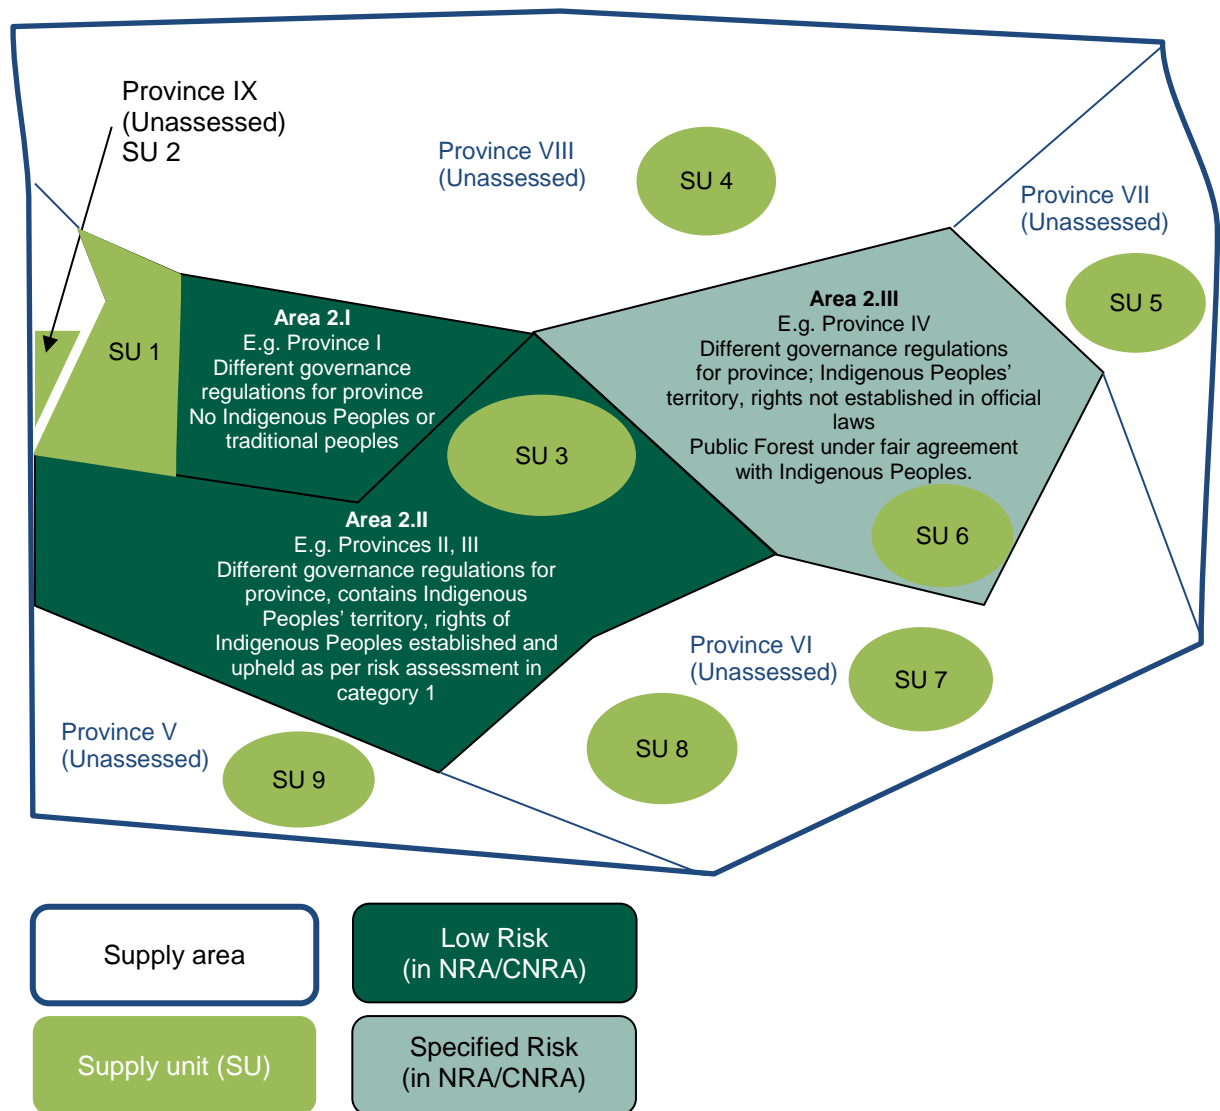 Province IX
(Unassessed)
SU 2
Province VIII
(Unassessed)
SU 4
Province VII
(Unassessed)
SU 5
SU 1
Area 2.I
E.g. Province I
Different governance
regulations for province
No Indigenous Peoples or
traditional peoples
Area 2.III
E.g. Province IV
Different governance regulations
for province; Indigenous Peoples’
territory, rights not established in official
laws
Public Forest under fair agreement
with Indigenous Peoples.
SU 3
SU 6
Area 2.II
E.g. Provinces II, III
Different governance regulations for
province, contains Indigenous
Peoples’ territory, rights of
Indigenous Peoples established and
upheld as per risk assessment in
category 1
Province VI
(Unassessed)
SU 7
SU 8
Province V
(Unassessed)
SU 9
Supply area
Low Risk
(in NRA/CNRA)
Supply unit (SU)
Specified Risk
(in NRA/CNRA)